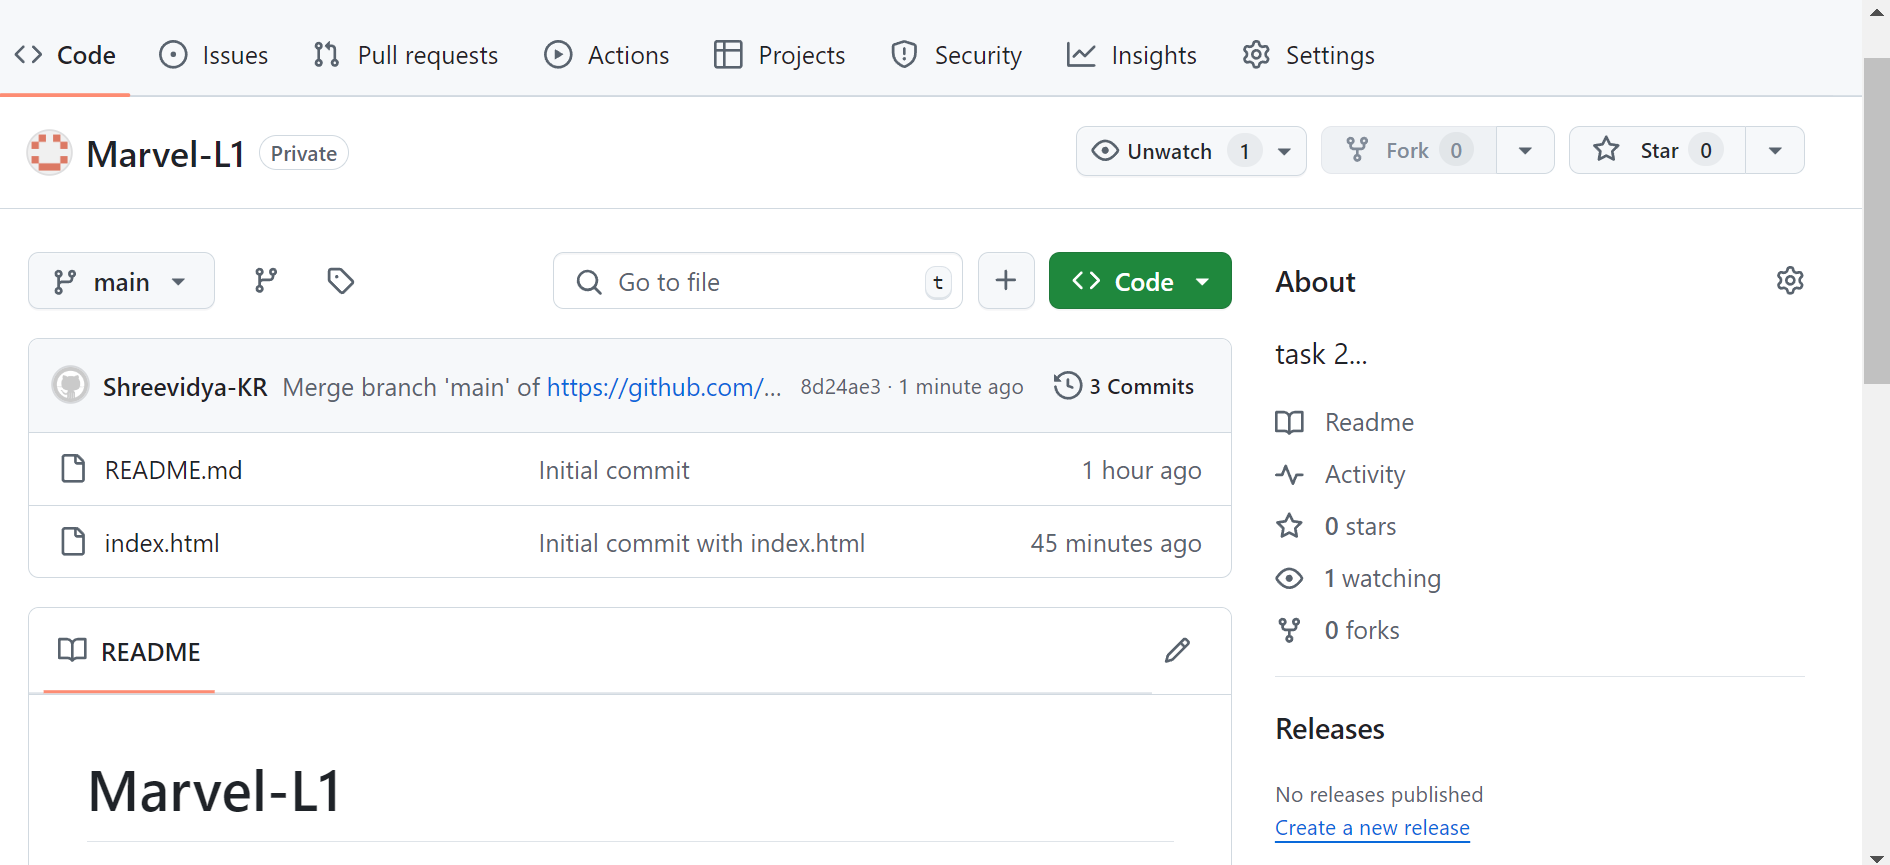 Code Issues Pull requests Actions Projects Security Insights Settings
Marvel-L1 Private Unwatch 1 Fork 0 Star 0
main Go to file t Code
Shreevidya-KR Merge branch 'main' of https://github.com/... 8d24ae3 · 1 minute ago 3 Commits
README.md Initial commit 1 hour ago
index.html Initial commit with index.html 45 minutes ago
README
Marvel-L1
About
task 2...
Readme
Activity
0 stars
1 watching
0 forks
Releases
No releases published
Create a new release